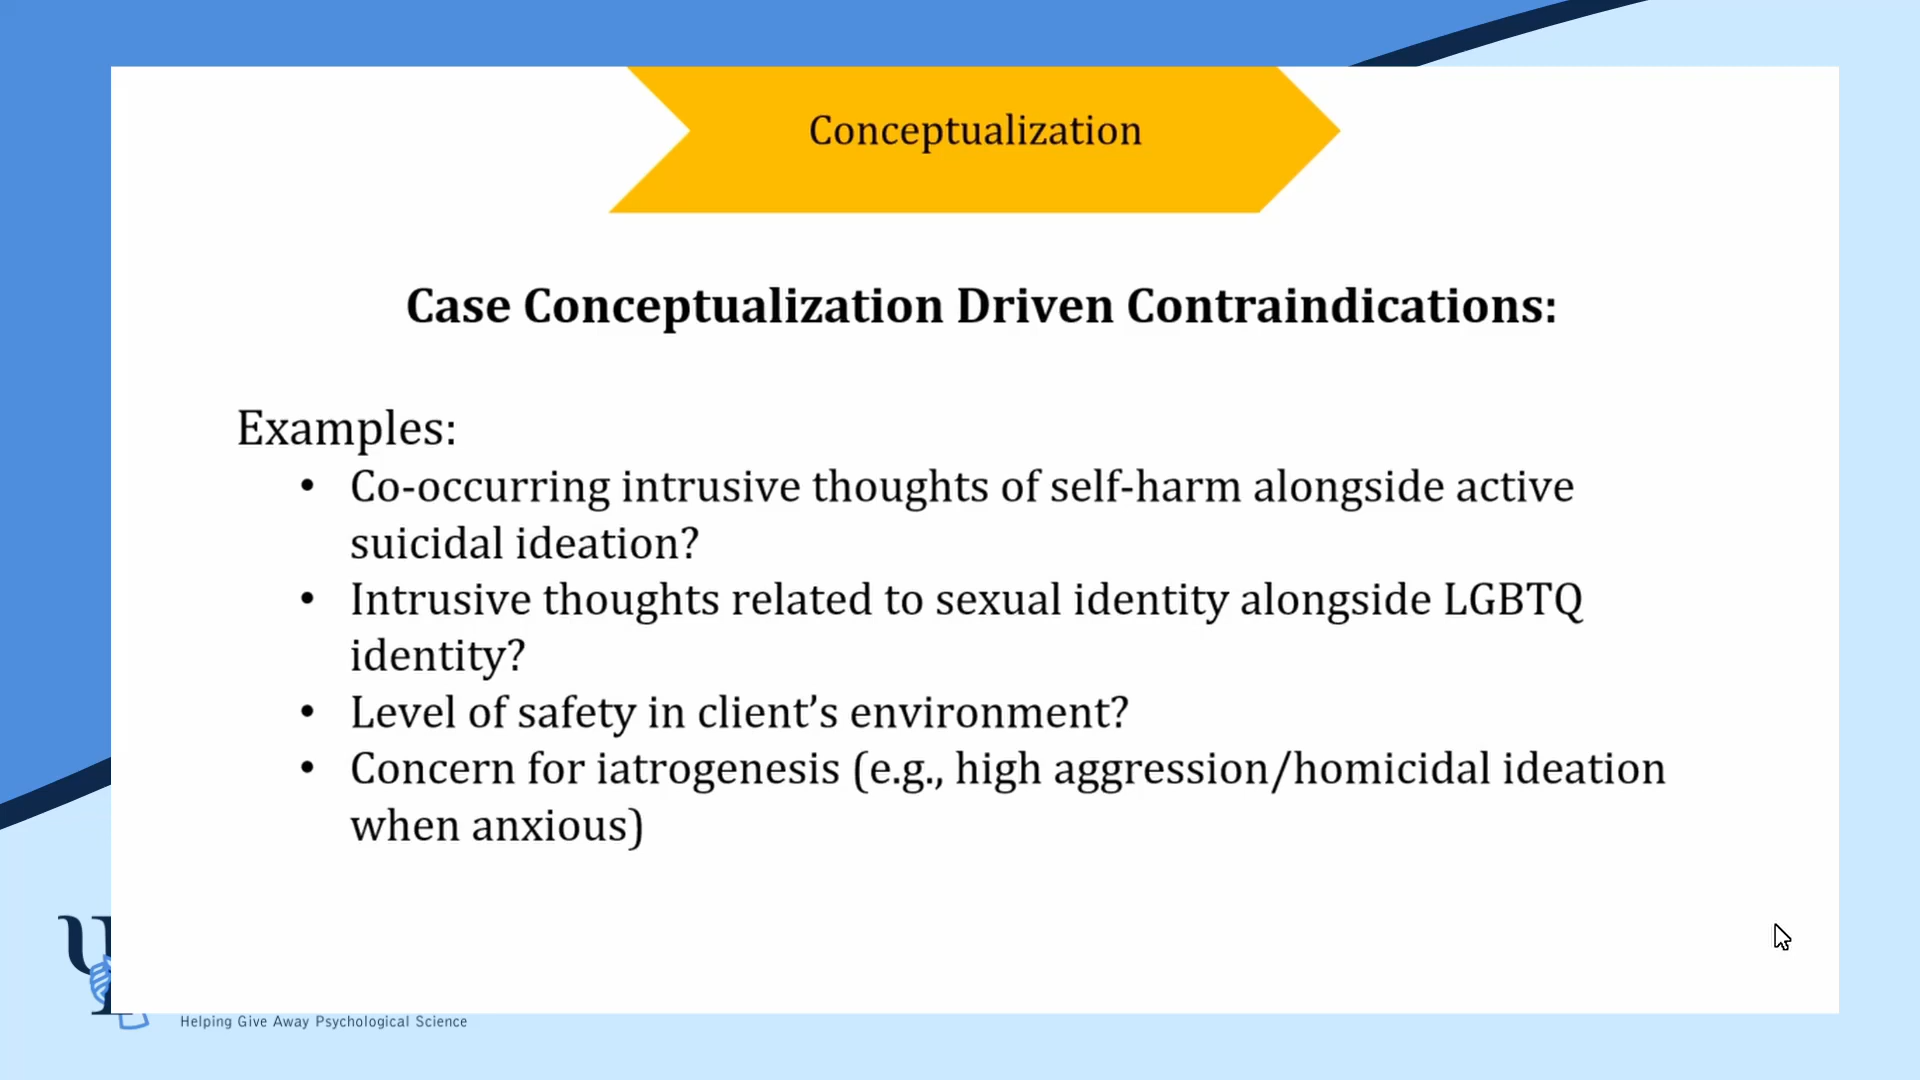 Conceptualization
Case Conceptualization Driven Contraindications:
Examples:
• Co-occurring intrusive thoughts of self-harm alongside active
suicidal ideation?
• Intrusive thoughts related to sexual identity alongside LGBTQ
identity?
• Level of safety in client’s environment?
• Concern for iatrogenesis (e.g., high aggression/homicidal ideation
when anxious)
Helping Give Away Psychological Science